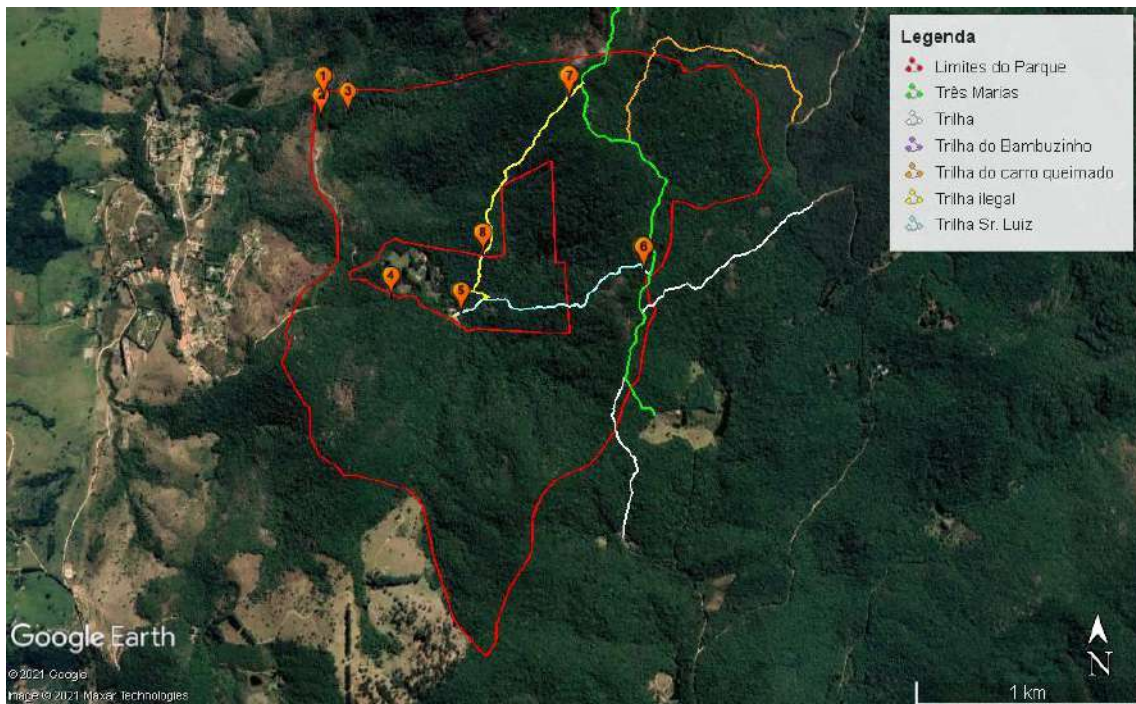 Legenda
Limites do Parque
Três Marias
Trilha
Trilha do Bambuzinho
Trilha do carro queimado
Trilha ilegal
Trilha Sr. Luiz
1
2
3
7
8
6
4
5
Google Earth
© 2021 Google
Image © 2021 Maxar Technologies
N
1 km